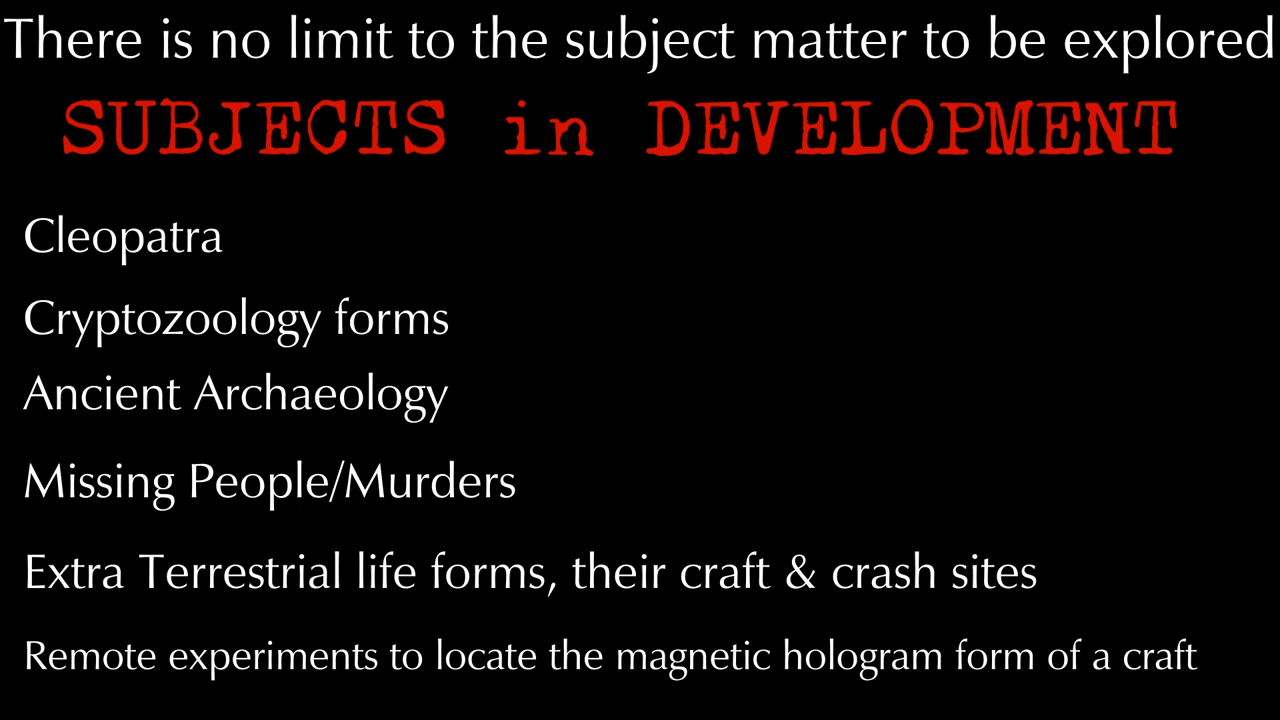 There is no limit to the subject matter to be explored
SUBJECTS in DEVELOPMENT
Cleopatra
Cryptozoology forms
Ancient Archaeology
Missing People/Murders
Extra Terrestrial life forms, their craft & crash sites
Remote experiments to locate the magnetic hologram form of a craft